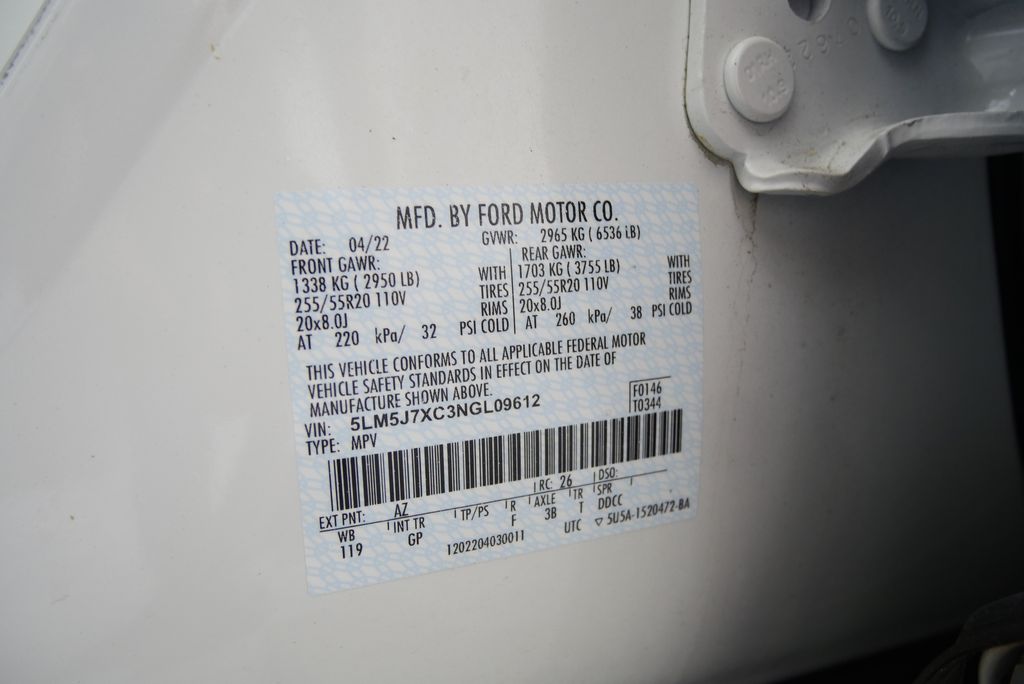 MFD. BY FORD MOTOR CO.
DATE: 04/22 GVWR: 2965 KG ( 6536 LB)
FRONT GAWR: REAR GAWR:
1338 KG ( 2950 LB) WITH 1703 KG ( 3755 LB) WITH
255/55R20 110V TIRES 255/55R20 110V TIRES
20x8.0J RIMS 20x8.0J RIMS
AT 220 kPa/ 32 PSI COLD AT 260 kPa/ 38 PSI COLD
THIS VEHICLE CONFORMS TO ALL APPLICABLE FEDERAL MOTOR
VEHICLE SAFETY STANDARDS IN EFFECT ON THE DATE OF
MANUFACTURE SHOWN ABOVE.
F0146
T0344
VIN: 5LM5J7XC3NGL09612
TYPE: MPV
EXT PNT: AZ RC: 26 DSO:
WB INT TR TP/PS R AXLE TR SPR
119 GP F 3B T DDCC
1202204030011 UTC ▽ 5U5A-1520472-BA